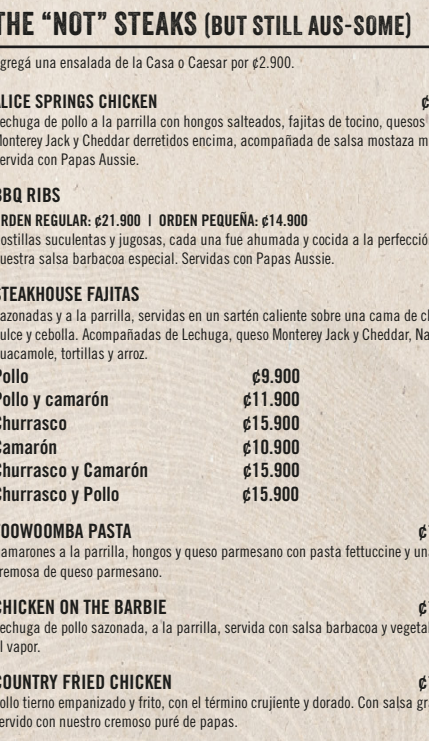 THE “NOT” STEAKS (BUT STILL AUS-SOME)
gregá una ensalada de la Casa o Caesar por ₡2.900.
LICE SPRINGS CHICKEN ₡
echuga de pollo a la parrilla con hongos salteados, fajitas de tocino, quesos
Monterey Jack y Cheddar derretidos encima, acompañada de salsa mostaza m
ervida con Papas Aussie.
BBQ RIBS
RDEN REGULAR: ₡21.900 | ORDEN PEQUEÑA: ₡14.900
ostillas suculentas y jugosas, cada una fue ahumada y cocida a la perfecció
uestra salsa barbacoa especial. Servidas con Papas Aussie.
STEAKHOUSE FAJITAS
azonadas y a la parrilla, servidas en un sartén caliente sobre una cama de c
ulce y cebolla. Acompañadas de Lechuga, queso Monterey Jack y Cheddar, Na
uacamole, tortillas y arroz.
Pollo ₡9.900
Pollo y camarón ₡11.900
Churrasco ₡15.900
Camarón ₡10.900
Churrasco y Camarón ₡15.900
Churrasco y Pollo ₡15.900
TOOWOOMBA PASTA ₡
amarones a la parrilla, hongos y queso parmesano con pasta fettuccine y un
remosa de queso parmesano.
CHICKEN ON THE BARBIE ₡
echuga de pollo sazonada, a la parrilla, servida con salsa barbacoa y vegeta
l vapor.
COUNTRY FRIED CHICKEN ₡
ollo tierno empanizado y frito, con el término crujiente y dorado. Con salsa gr
ervido con nuestro cremoso puré de papas.